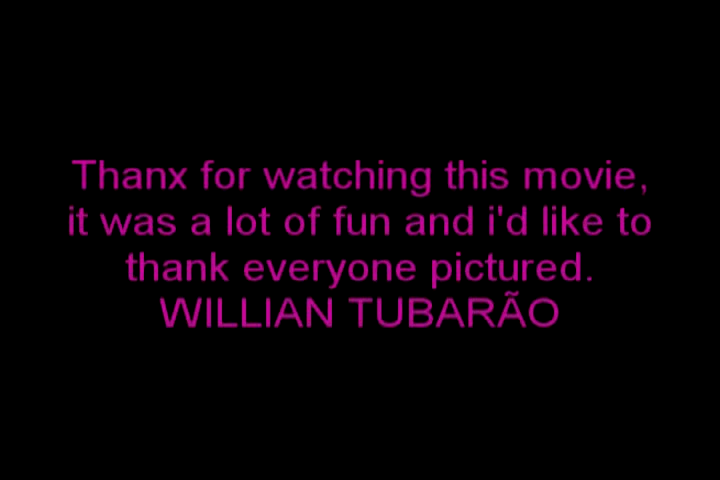 Thanx for watching this movie,
it was a lot of fun and i'd like to
thank everyone pictured.
WILLIAN TUBARÃO